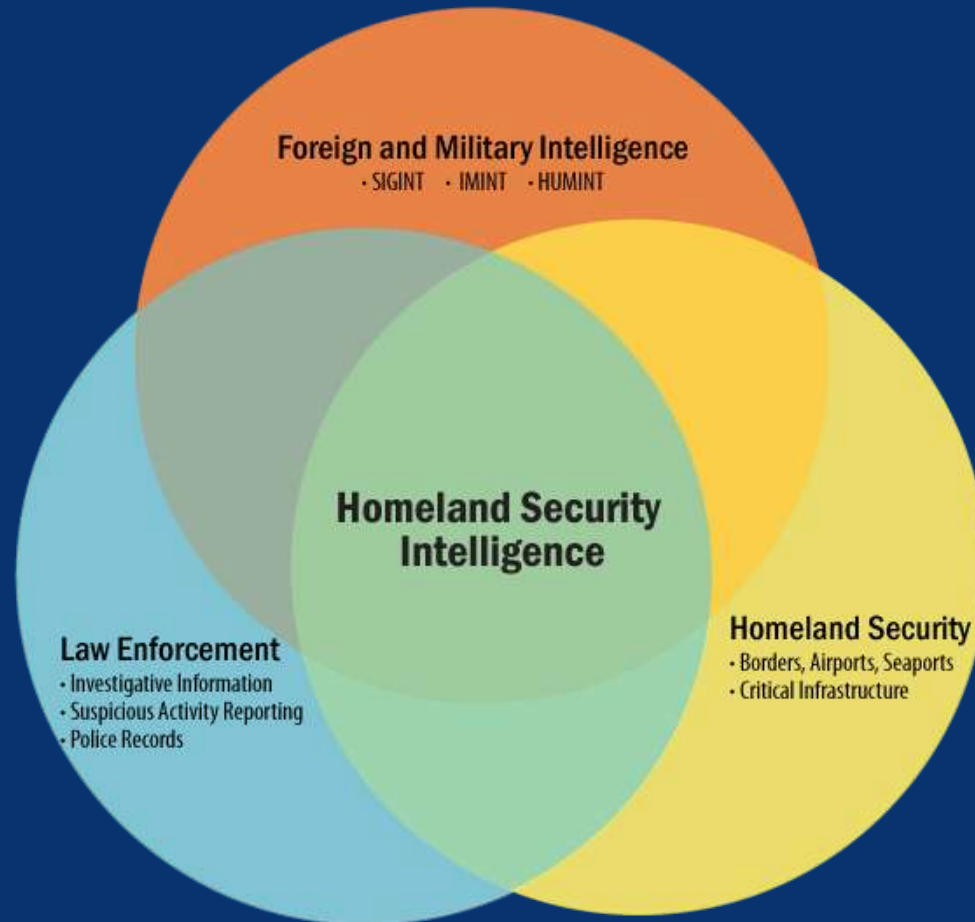 Foreign and Military Intelligence
· SIGINT · IMINT · HUMINT
Homeland Security
Intelligence
Law Enforcement
· Investigative Information
· Suspicious Activity Reporting
· Police Records
Homeland Security
· Borders, Airports, Seaports
· Critical Infrastructure